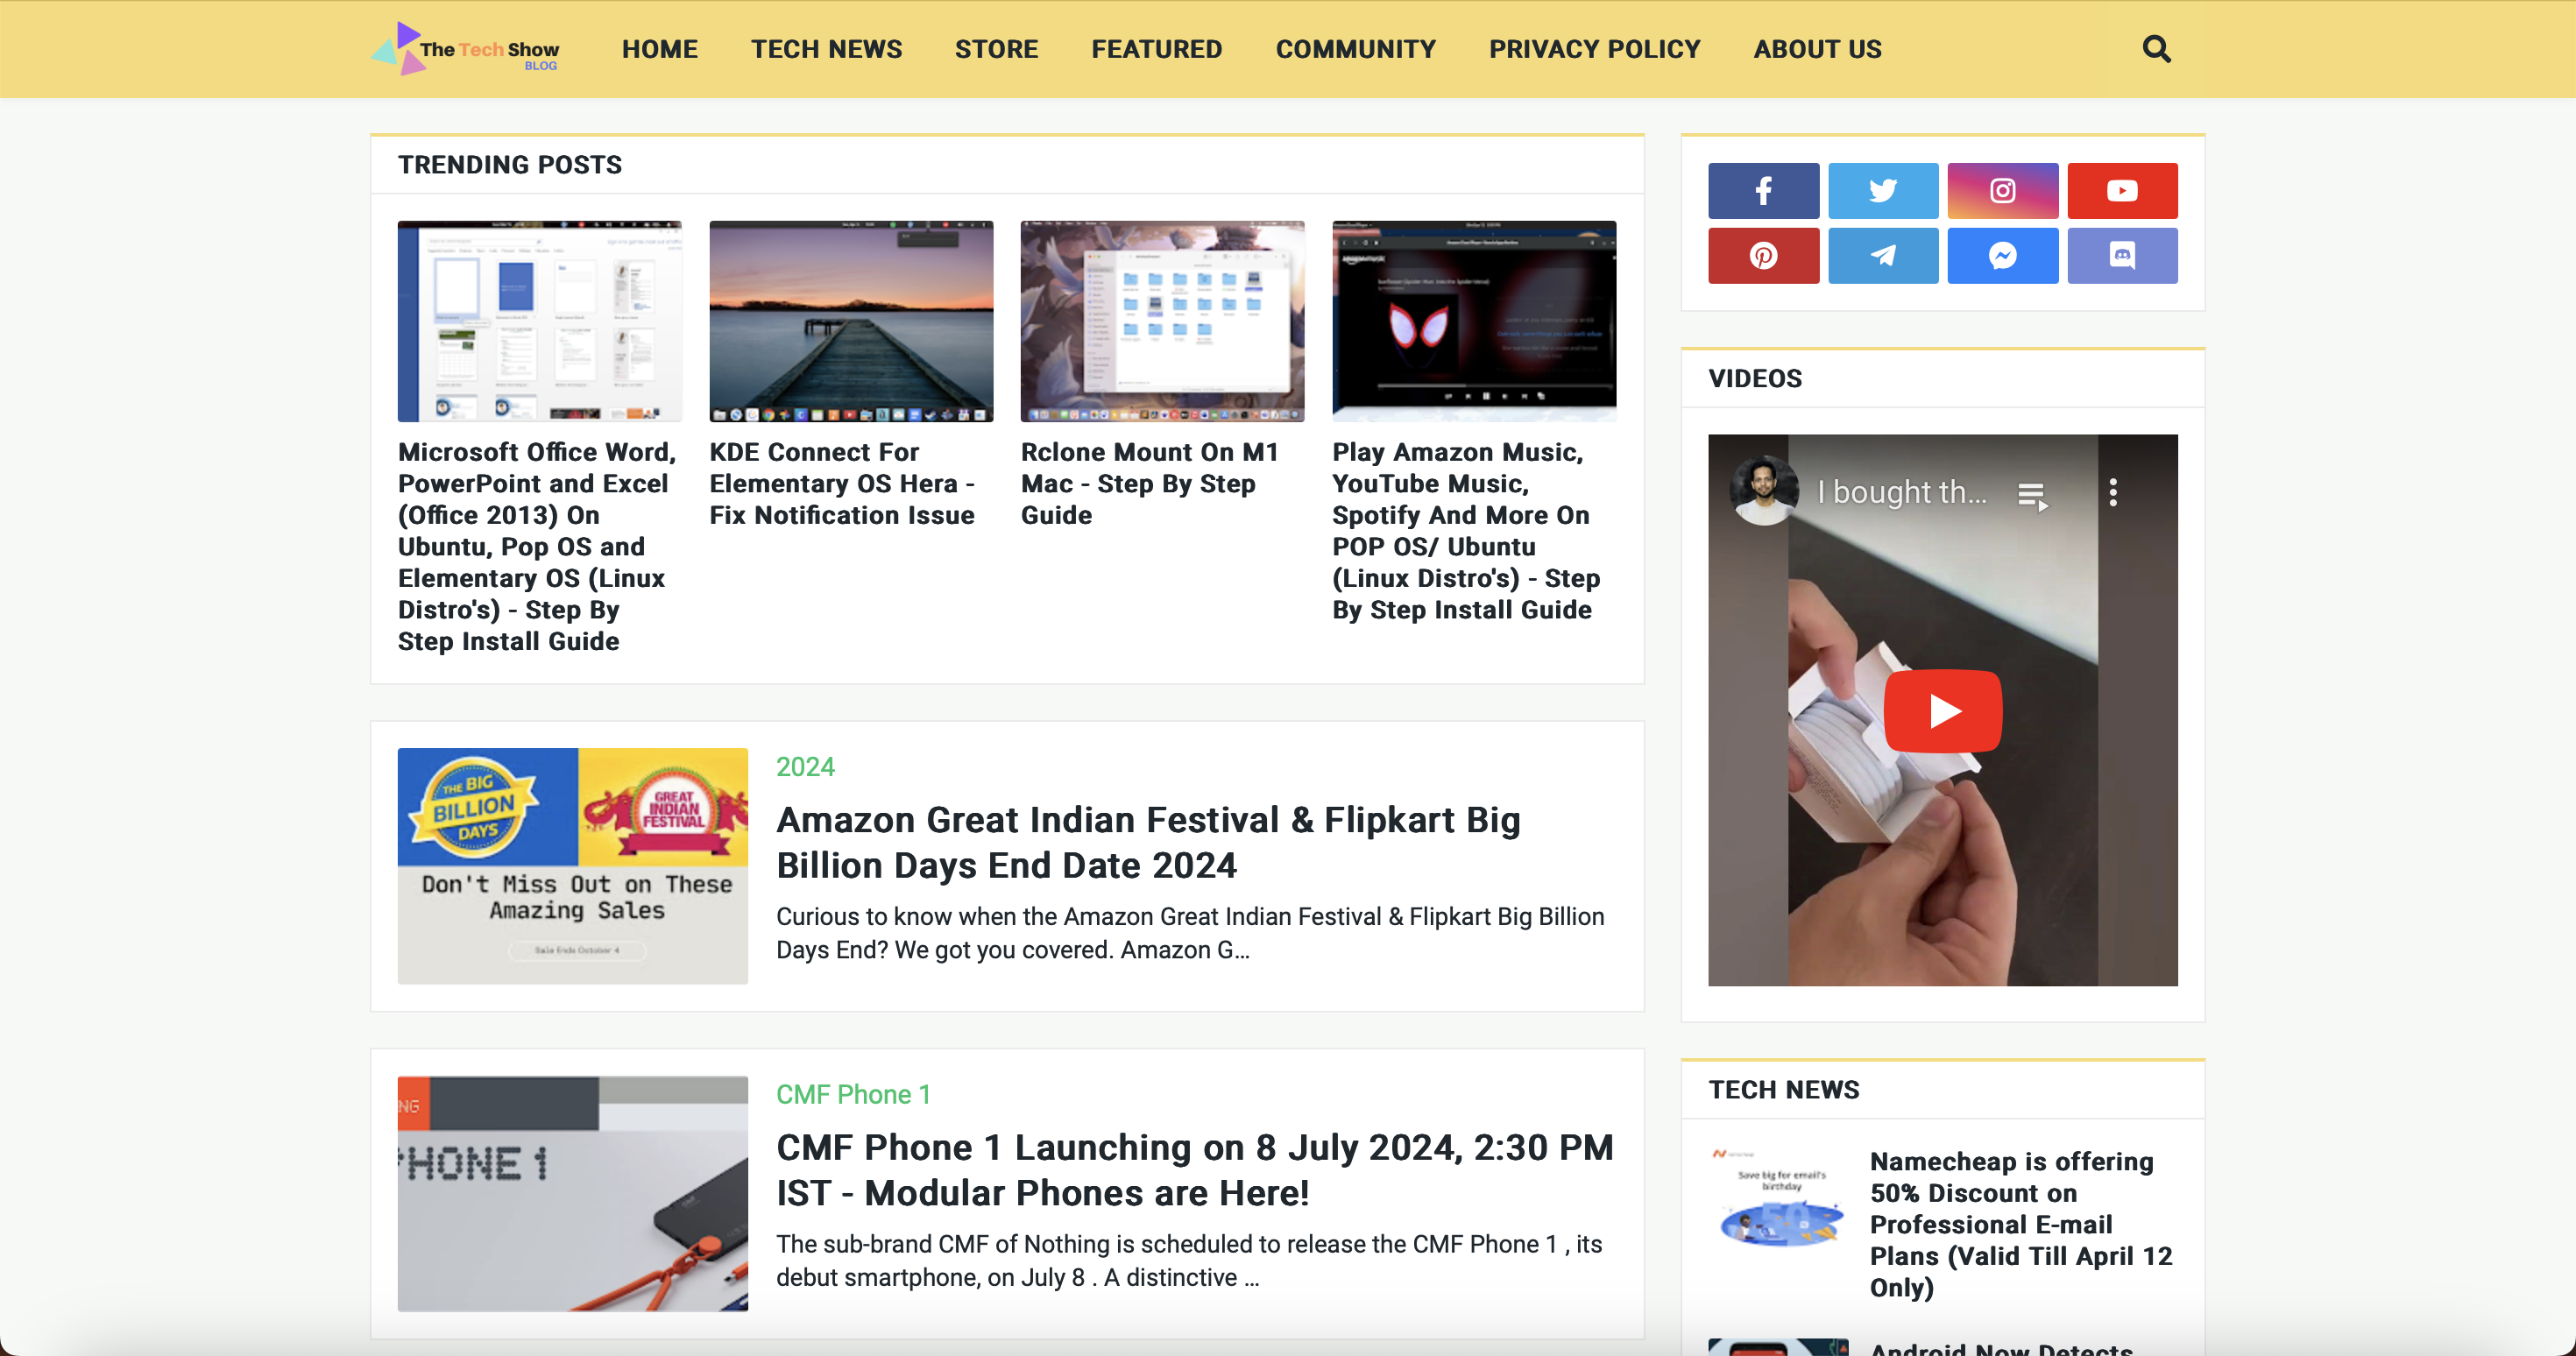 The Tech Show
BLOG
HOME
TECH NEWS
STORE
FEATURED
COMMUNITY
PRIVACY POLICY
ABOUT US
TRENDING POSTS
Microsoft Office Word,
PowerPoint and Excel
(Office 2013) On
Ubuntu, Pop OS and
Elementary OS (Linux
Distro's) - Step By
Step Install Guide
KDE Connect For
Elementary OS Hera -
Fix Notification Issue
Rclone Mount On M1
Mac - Step By Step
Guide
Play Amazon Music,
YouTube Music,
Spotify And More On
POP OS/ Ubuntu
(Linux Distro's) - Step
By Step Install Guide
THE BIG
BILLION
DAYS
GREAT
INDIAN
FESTIVAL
Don't Miss Out on These
Amazing Sales
Sale Ends October 4
2024
Amazon Great Indian Festival & Flipkart Big
Billion Days End Date 2024
Curious to know when the Amazon Great Indian Festival & Flipkart Big Billion
Days End? We got you covered. Amazon G...
NG
HONE 1
CMF Phone 1
CMF Phone 1 Launching on 8 July 2024, 2:30 PM
IST - Modular Phones are Here!
The sub-brand CMF of Nothing is scheduled to release the CMF Phone 1 , its
debut smartphone, on July 8 . A distinctive ...
VIDEOS
I bought th...
TECH NEWS
Save big for email's
birthday
50
Namecheap is offering
50% Discount on
Professional E-mail
Plans (Valid Till April 12
Only)
Android Now Detects